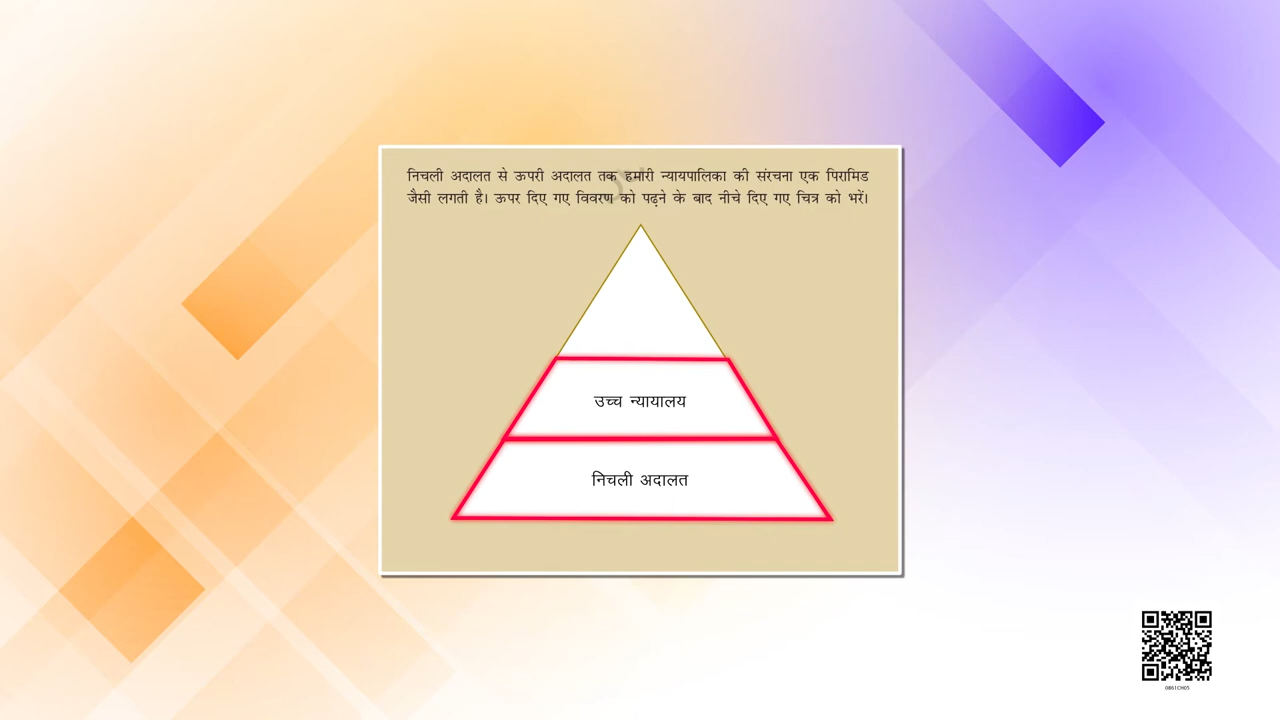 निचली अदालत से ऊपरी अदालत तक हमारी न्यायपालिका की संरचना एक पिरामिड
जैसी लगती है। ऊपर दिए गए विवरण को पढ़ने के बाद नीचे दिए गए चित्र को भरें।
उच्च न्यायालय
निचली अदालत
0861CH05